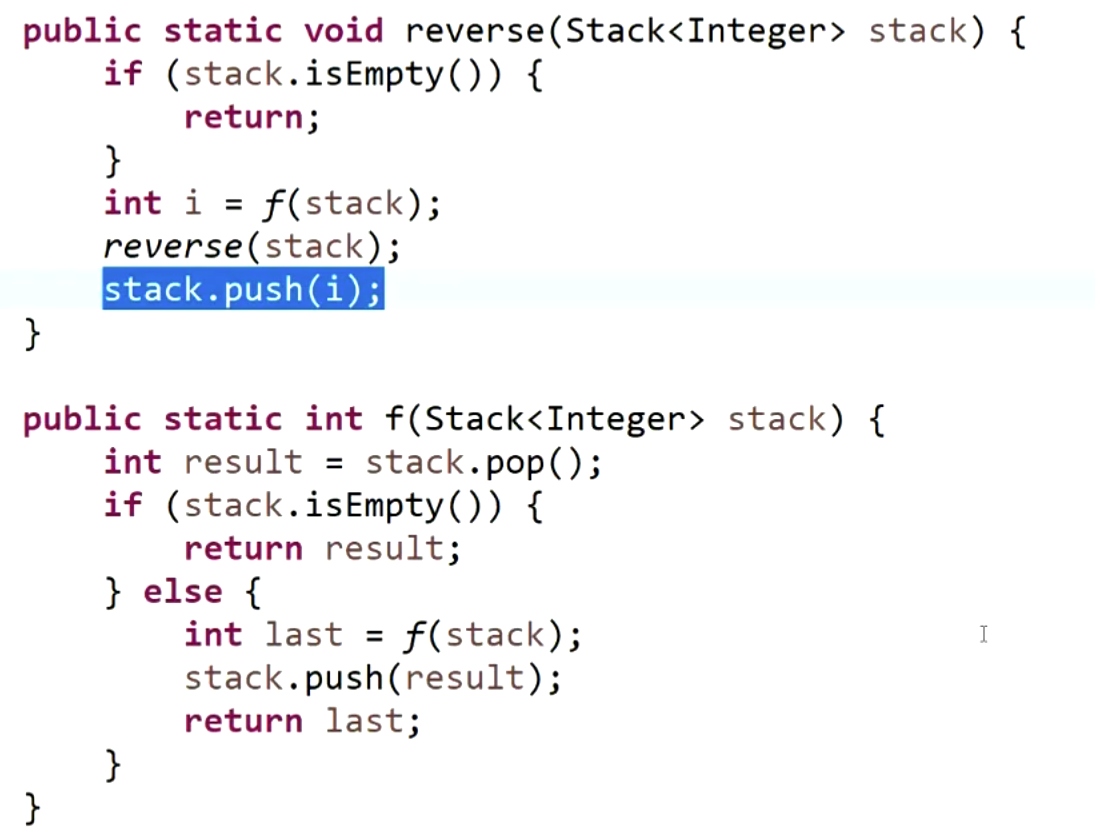 public static void reverse(Stack<Integer> stack) {
    if (stack.isEmpty()) {
        return;
    }
    int i = f(stack);
    reverse(stack);
    stack.push(i);
}

public static int f(Stack<Integer> stack) {
    int result = stack.pop();
    if (stack.isEmpty()) {
        return result;
    } else {
        int last = f(stack);
        stack.push(result);
        return last;
    }
}